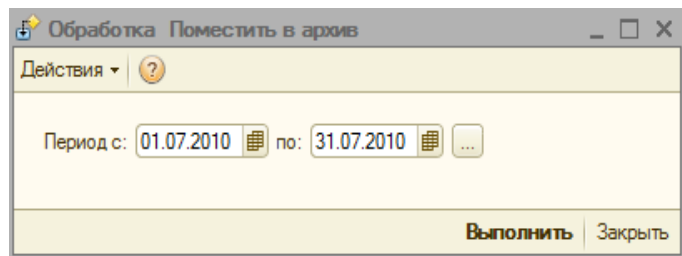 Обработка Поместить в архив
Действия ?
Период с: 01.07.2010 по: 31.07.2010 ...
Выполнить Закрыть